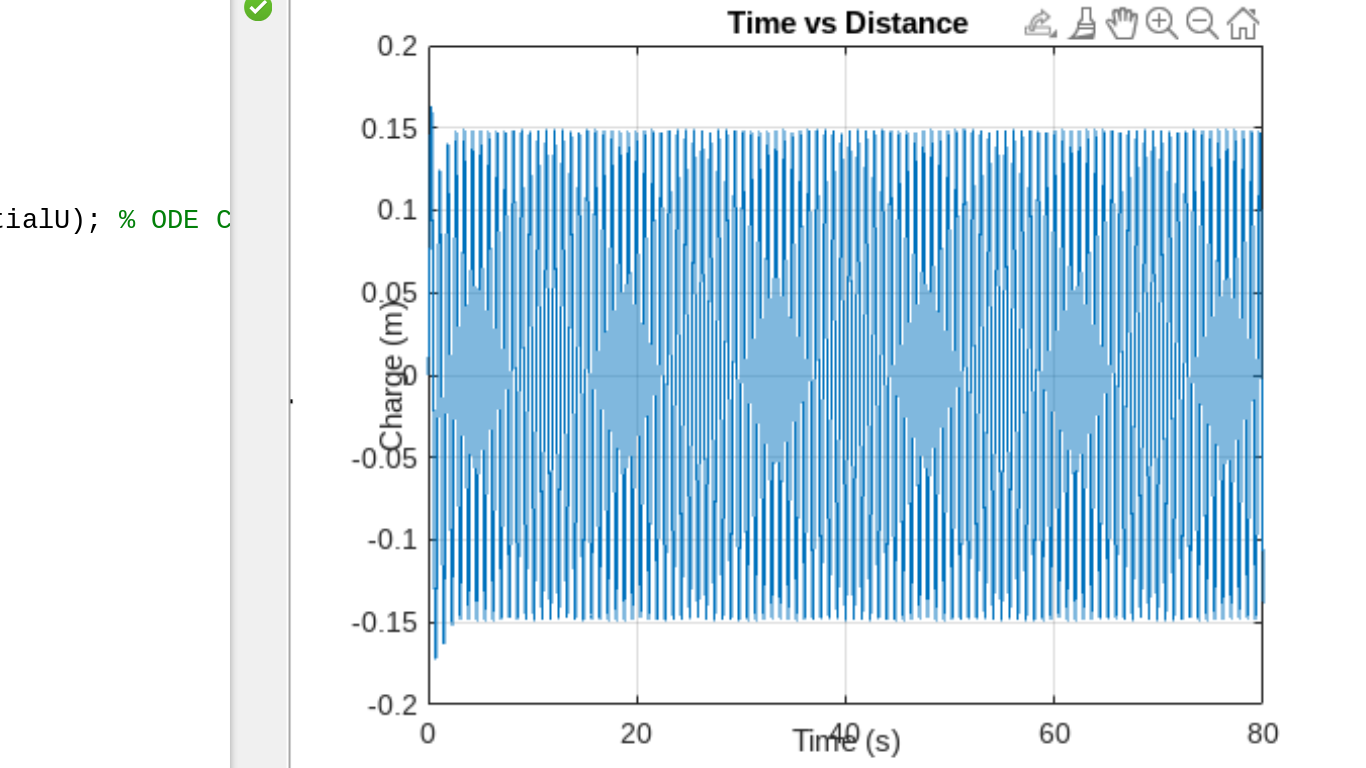 Time vs Distance
tialU); % ODE C
0.2
0.15
0.1
0.05
0
-0.05
-0.1
-0.15
-0.2
Charge (m)
0 20 40 60 80
Time (s)